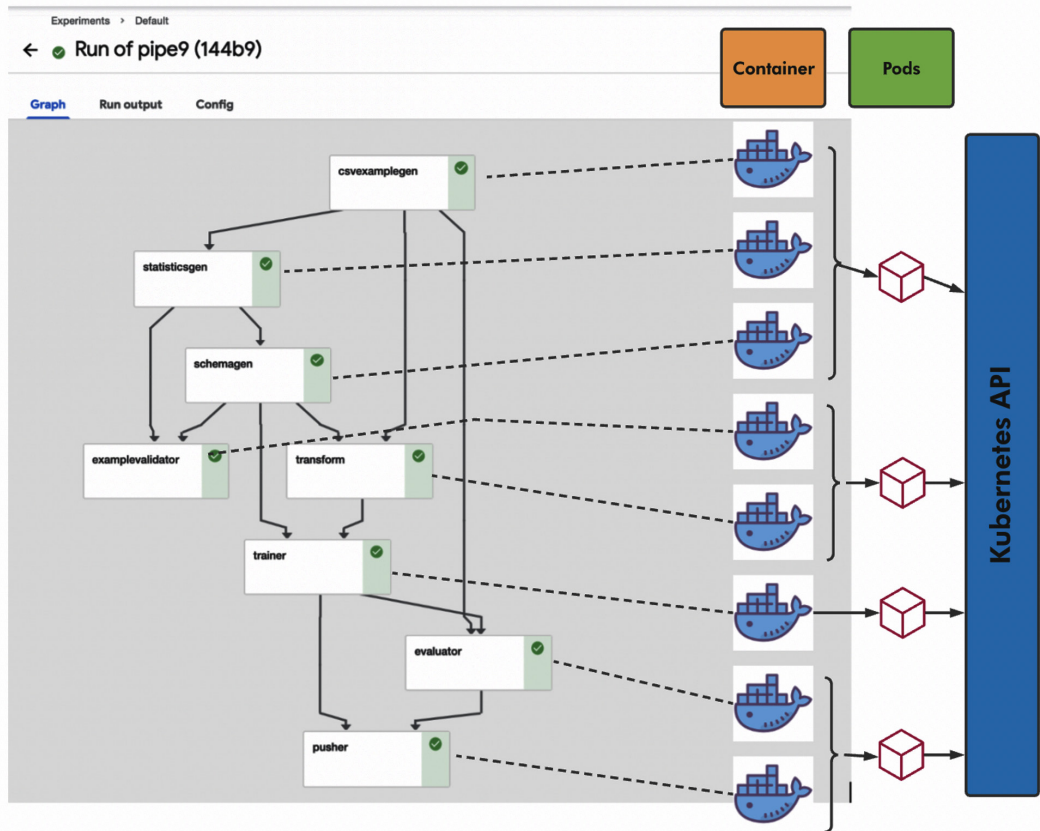 Experiments > Default
Run of pipe9 (144b9)
Graph Run output Config
Container
Pods
csvexamplegen
statisticsgen
schemagen
examplevalidator
transform
trainer
evaluator
pusher
Kubernetes API